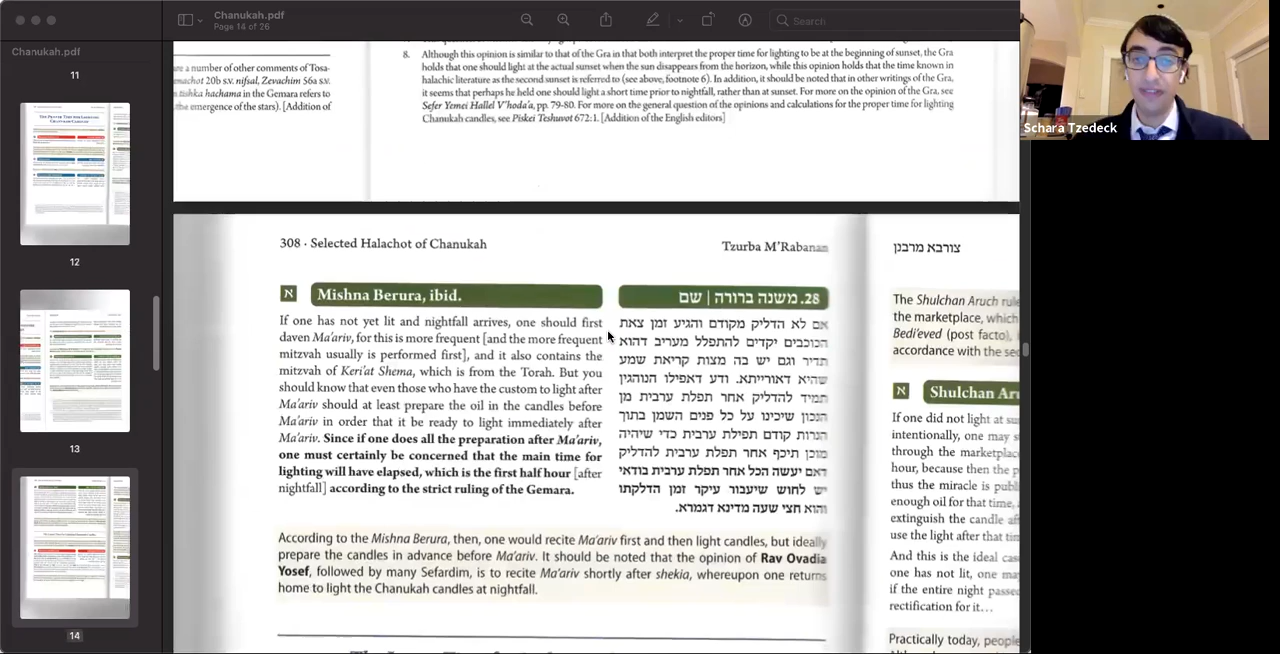 Chanukah.pdf
Page 14 of 26
Search
Chanukah.pdf
11
12
13
14
are a number of other comments of Tosa-
nifsal, Zevachim 56a s.v.
tishka hachama in the Gemara refers to
the emergence of the stars). [Addition of
8. Although this opinion is similar to that of the Gra in that both interpret the proper time for lighting to be at the beginning of sunset, the Gra
holds that one should light at the actual sunset when the sun disappears from the horizon, while this opinion holds that the time known in
halachic literature as the second sunset is referred to (see above, footnote 6). In addition, it should be noted that in other writings of the Gra,
it seems that perhaps he held one should light a short time prior to nightfall, rather than at sunset. For more on the opinion of the Gra, see
Sefer Yemei Hallel V'hoda'a, pp. 79-80. For more on the general question of the opinions and calculations for the proper time for lighting
Chanukah candles, see Piskei Teshuvot 672:1. [Addition of the English editors]
308 · Selected Halachot of Chanukah
Tzurba M'Rabanan
א
Mishna Berura, ibid.
If one has not yet lit and nightfall arrives, one should first
daven Ma'ariv, for this is more frequent [and the more frequent
mitzvah usually is performed first], and it also contains the
mitzvah of Keri'at Shema, which is from the Torah. But you
should know that even those who have the custom to light after
Ma'ariv should at least prepare the oil in the candles before
Ma'ariv in order that it be ready to light immediately after
Ma'ariv. Since if one does all the preparation after Ma'ariv,
one must certainly be concerned that the main time for
lighting will have elapsed, which is the first half hour [after
nightfall] according to the strict ruling of the Gemara.
28. משנה ברורה | שם
אם לא הדליק מקודם והגיע זמן צאת
הכוכבים יקדים להתפלל מעריב דהוא
תדיר וגם יש בה מצות קריאת שמע
שהיא דאורייתא. ודע דאפילו הנוהגין
תמיד להדליק אחר תפלת ערבית מן
הנכון שיכינו על כל פנים השמן בתוך
הנרות קודם תפילת ערבית כדי שיהיה
מוכן תיכף אחר תפלת ערבית להדליק
דאם יעשה הכל אחר תפלת ערבית בודאי
יש לחוש שיעבור עיקר זמן הדלקתו
והוא חצי שעה מדינא דגמרא.
According to the Mishna Berura, then, one would recite Ma'ariv first and then light candles, but ideally
prepare the candles in advance before Ma'ariv. It should be noted that the opinion of Rav Ovadia
Yosef, followed by many Sefardim, is to recite Ma'ariv shortly after shekia, whereupon one returns
home to light the Chanukah candles at nightfall.
צורבא מרבנן
The Shulchan Aruch rule
the marketplace, which
Bedi'eved (post facto),
accordance with the sec
א
Shulchan Aru
If one did not light at su
intentionally, one may s
through the marketplac
hour, because then the p
thus the miracle is publ
enough oil for that time,
extinguish the candle af
use the light after that tim
And this is the ideal cas
one has not lit, one ma
if the entire night passe
rectification for it…
Practically today, people
Schara Tzedeck